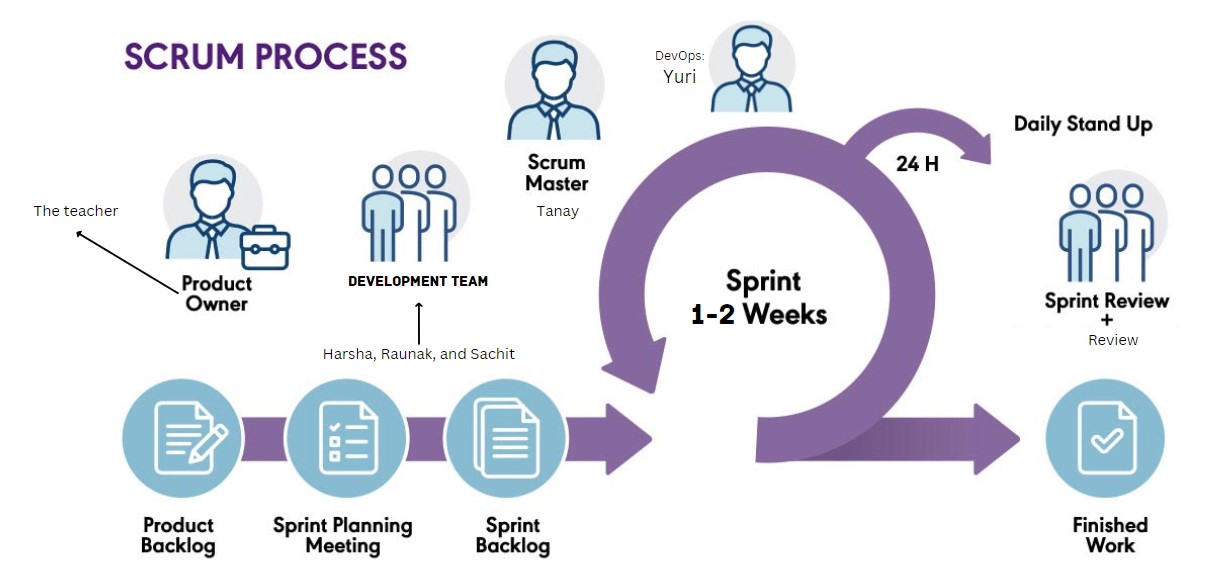 SCRUM PROCESS
DevOps:
Yuri
Scrum
Master
Tanay
Daily Stand Up
24 H
The teacher
Product
Owner
DEVELOPMENT TEAM
Harsha, Raunak, and Sachit
Sprint
1-2 Weeks
Sprint Review
+
Review
Product
Backlog
Sprint Planning
Meeting
Sprint
Backlog
Finished
Work